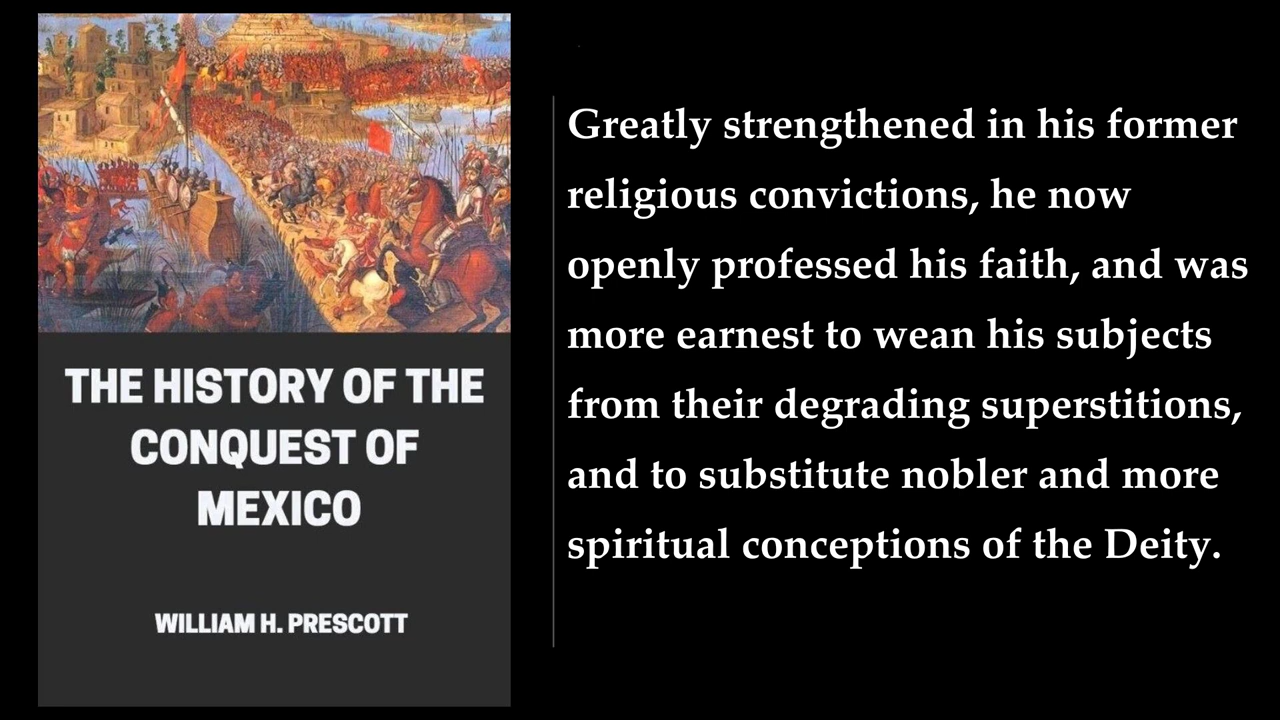 THE HISTORY OF THE
CONQUEST OF
MEXICO
WILLIAM H. PRESCOTT
Greatly strengthened in his former
religious convictions, he now
openly professed his faith, and was
more earnest to wean his subjects
from their degrading superstitions,
and to substitute nobler and more
spiritual conceptions of the Deity.